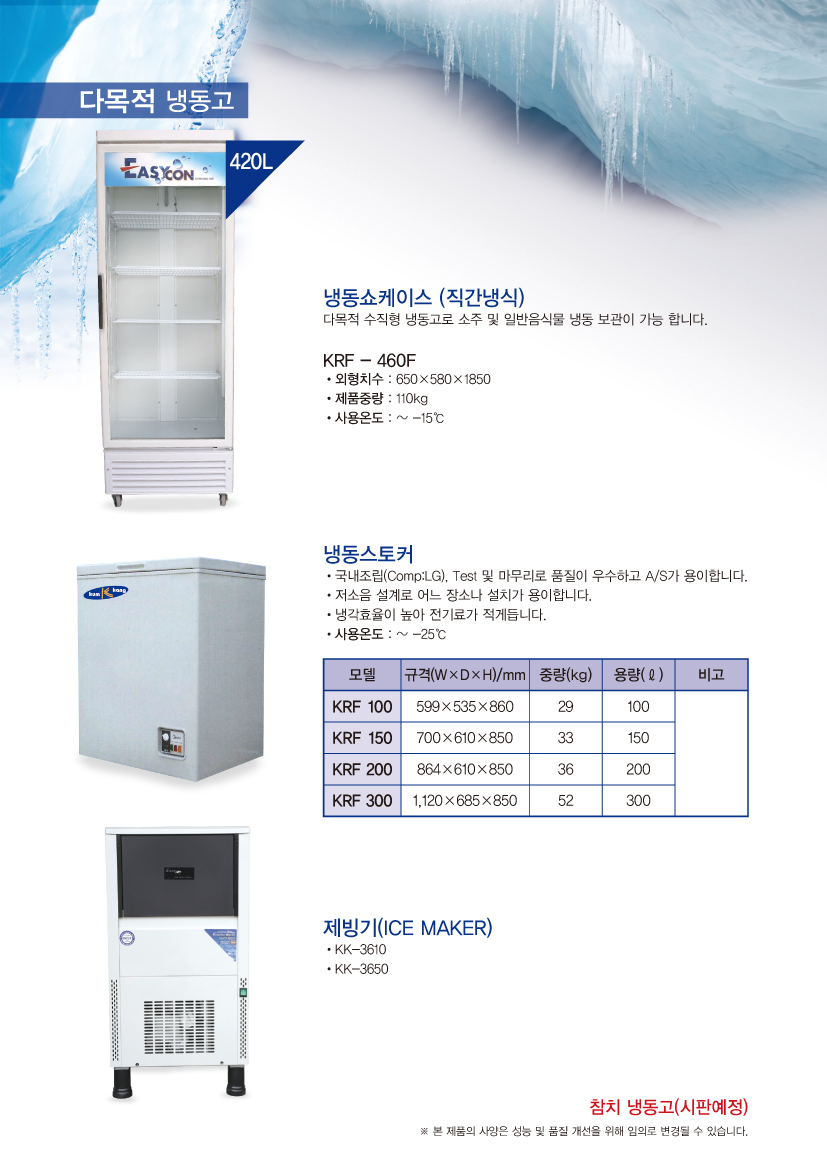 다목적 냉동고
420L
EASYCON
냉동쇼케이스 (직간냉식)
다목적 수직형 냉동고로 소주 및 일반음식물 냉동 보관이 가능 합니다.
KRF - 460F
• 외형치수 : 650×580×1850
• 제품중량 : 110kg
• 사용온도 : ~ -15℃
kum kang
냉동스토커
• 국내조립(Comp:LG), Test 및 마무리로 품질이 우수하고 A/S가 용이합니다.
• 저소음 설계로 어느 장소나 설치가 용이합니다.
• 냉각효율이 높아 전기료가 적게듭니다.
• 사용온도 : ~ -25℃
모델 규격(W×D×H)/mm 중량(kg) 용량(ℓ) 비고
KRF 100 599×535×860 29 100
KRF 150 700×610×850 33 150
KRF 200 864×610×850 36 200
KRF 300 1,120×685×850 52 300
제빙기(ICE MAKER)
• KK-3610
• KK-3650
참치 냉동고(시판예정)
※ 본 제품의 사양은 성능 및 품질 개선을 위해 임의로 변경될 수 있습니다.